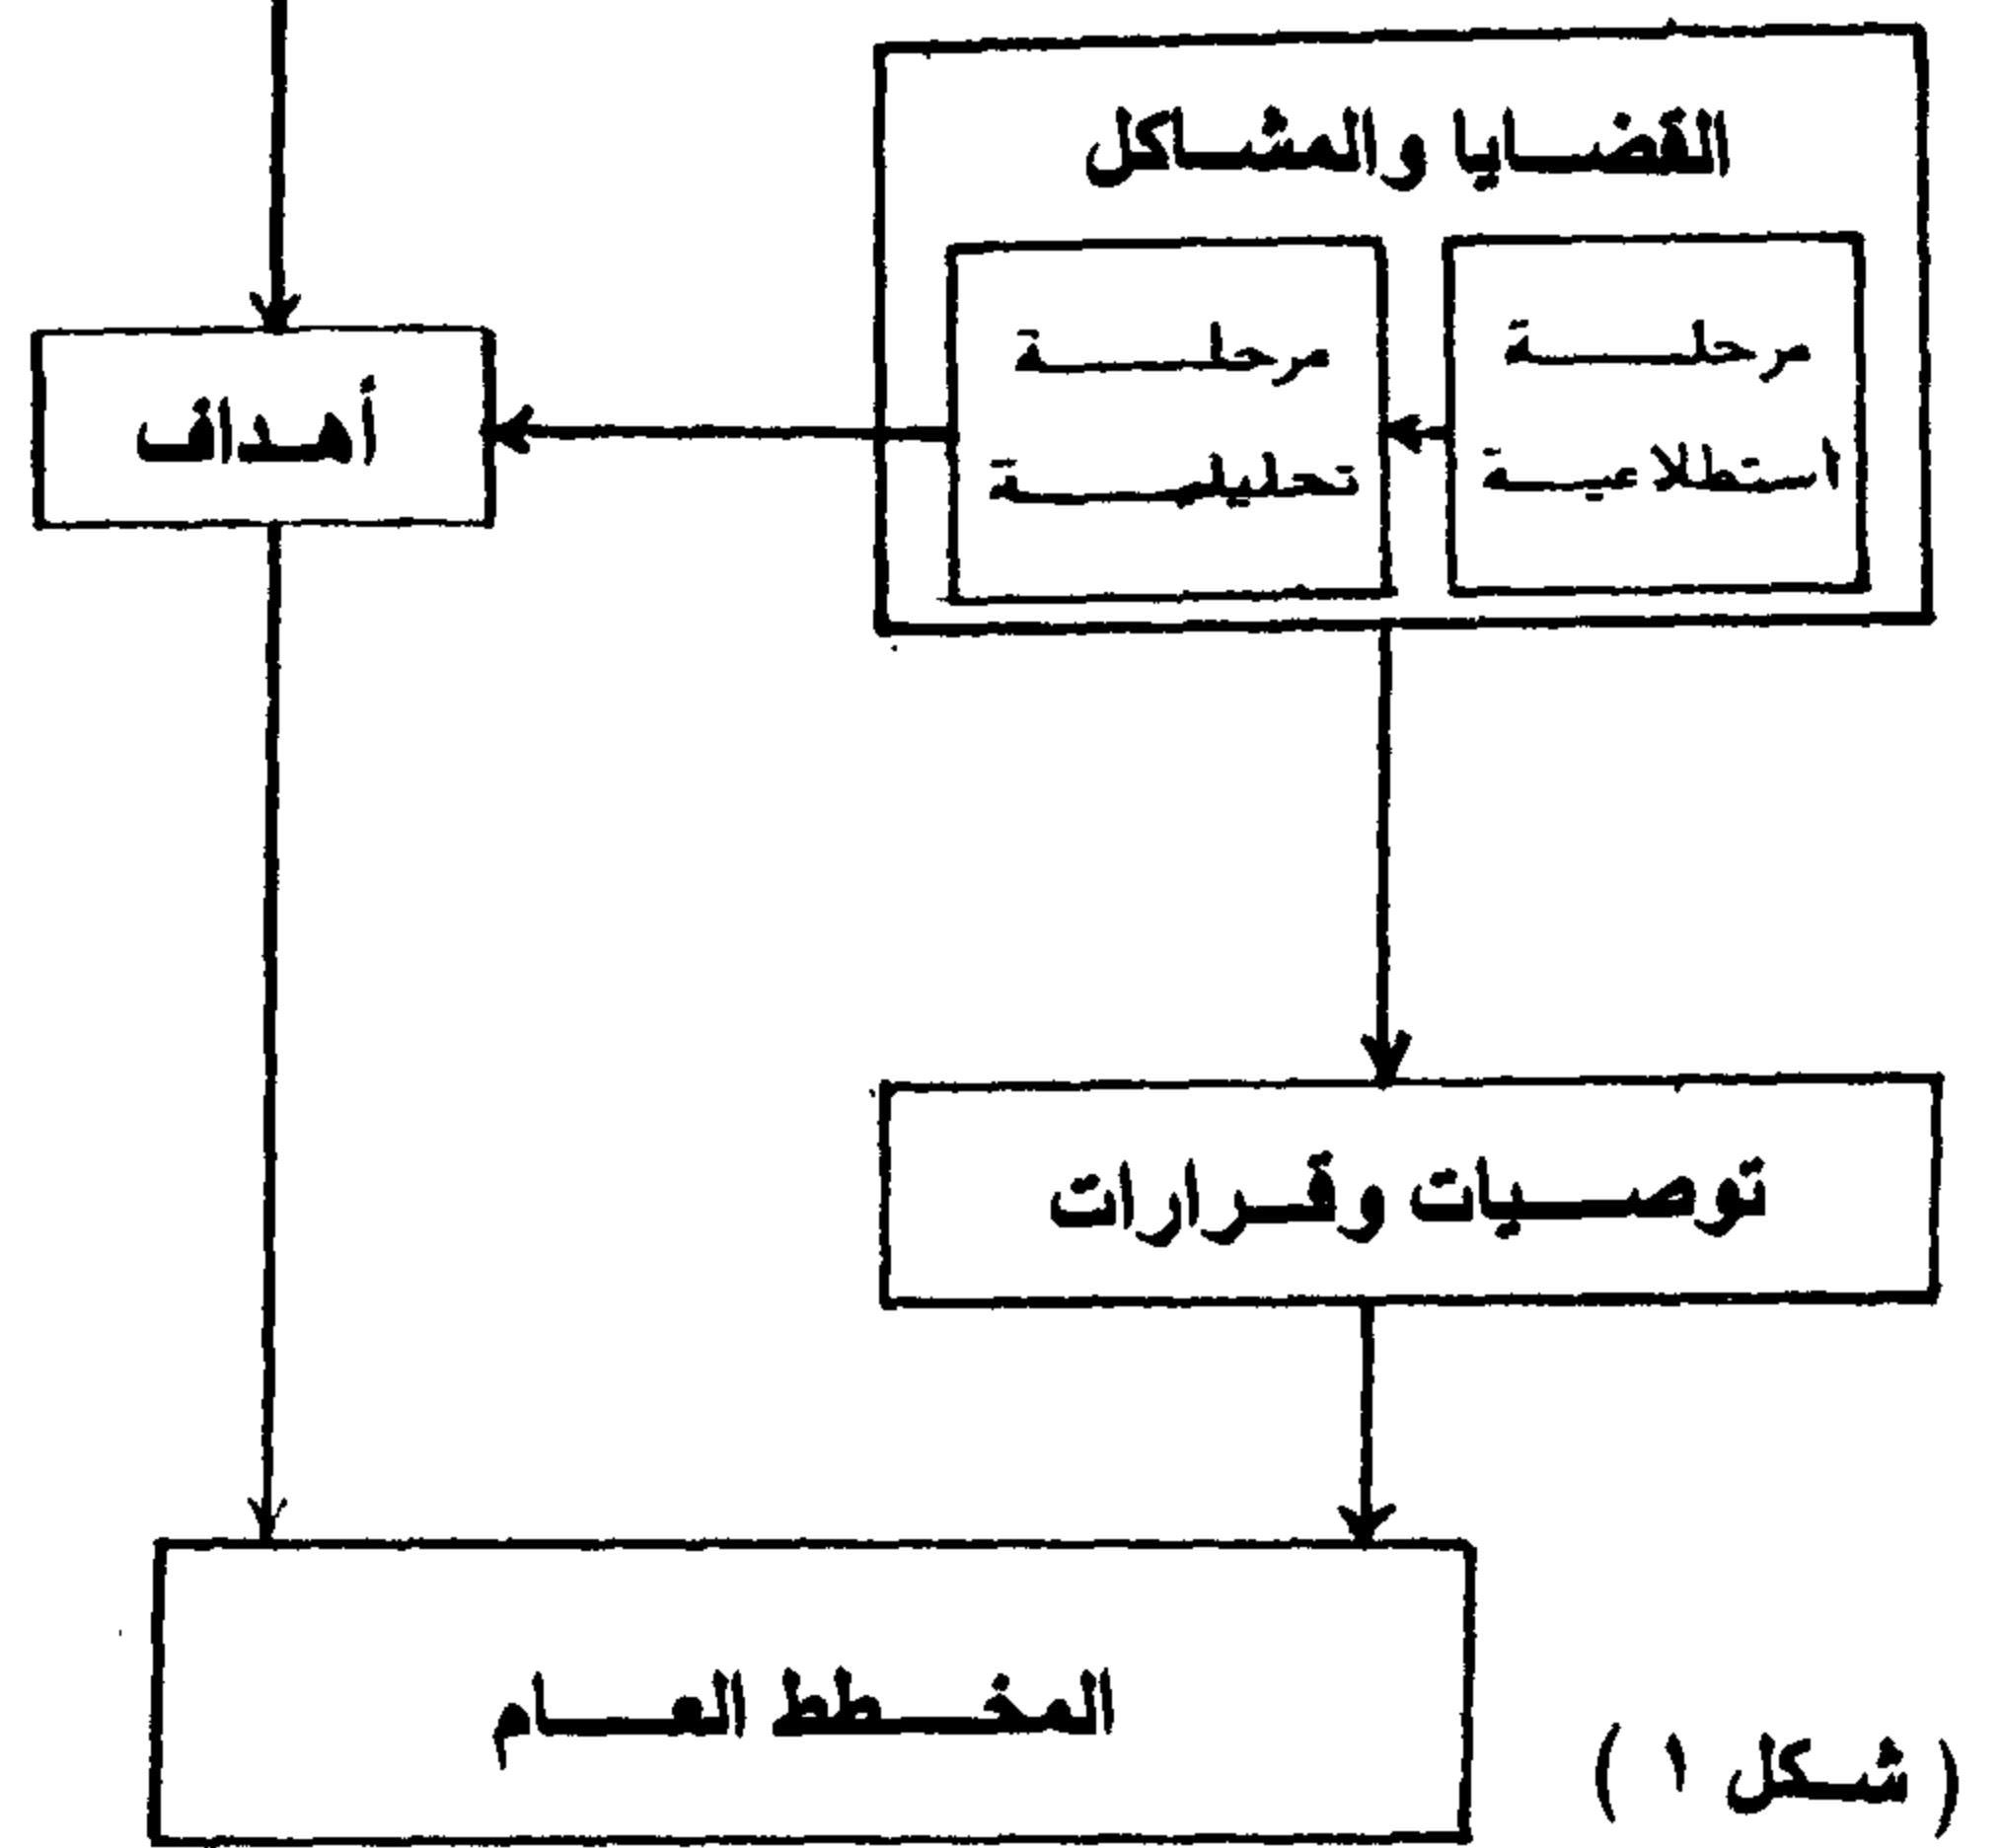 القضايا والمشاكل
مرحلة
استطلاعية
مرحلة
تحليلية
أهداف
توصيات وقرارات
المخطط العام
( شكل ١ )